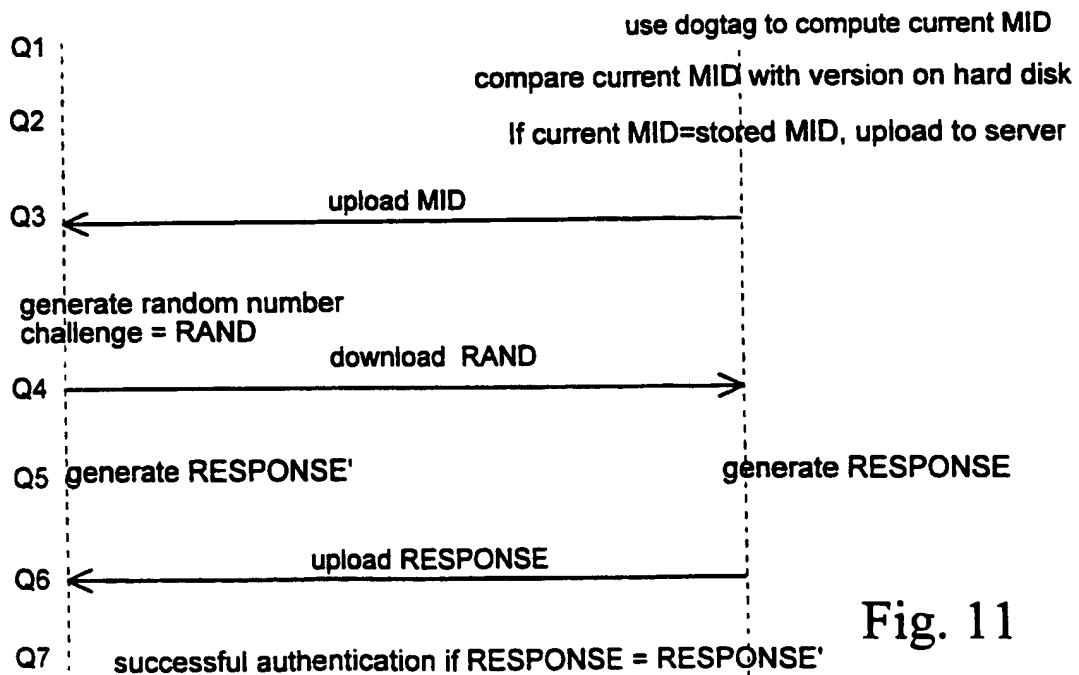 use dogtag to compute current MID
Q1
compare current MID with version on hard disk
Q2
If current MID=stored MID, upload to server
Q3
upload MID
generate random number
challenge = RAND
download RAND
Q4
Q5
generate RESPONSE'
generate RESPONSE
upload RESPONSE
Q6
Fig. 11
Q7
successful authentication if RESPONSE = RESPONSE'